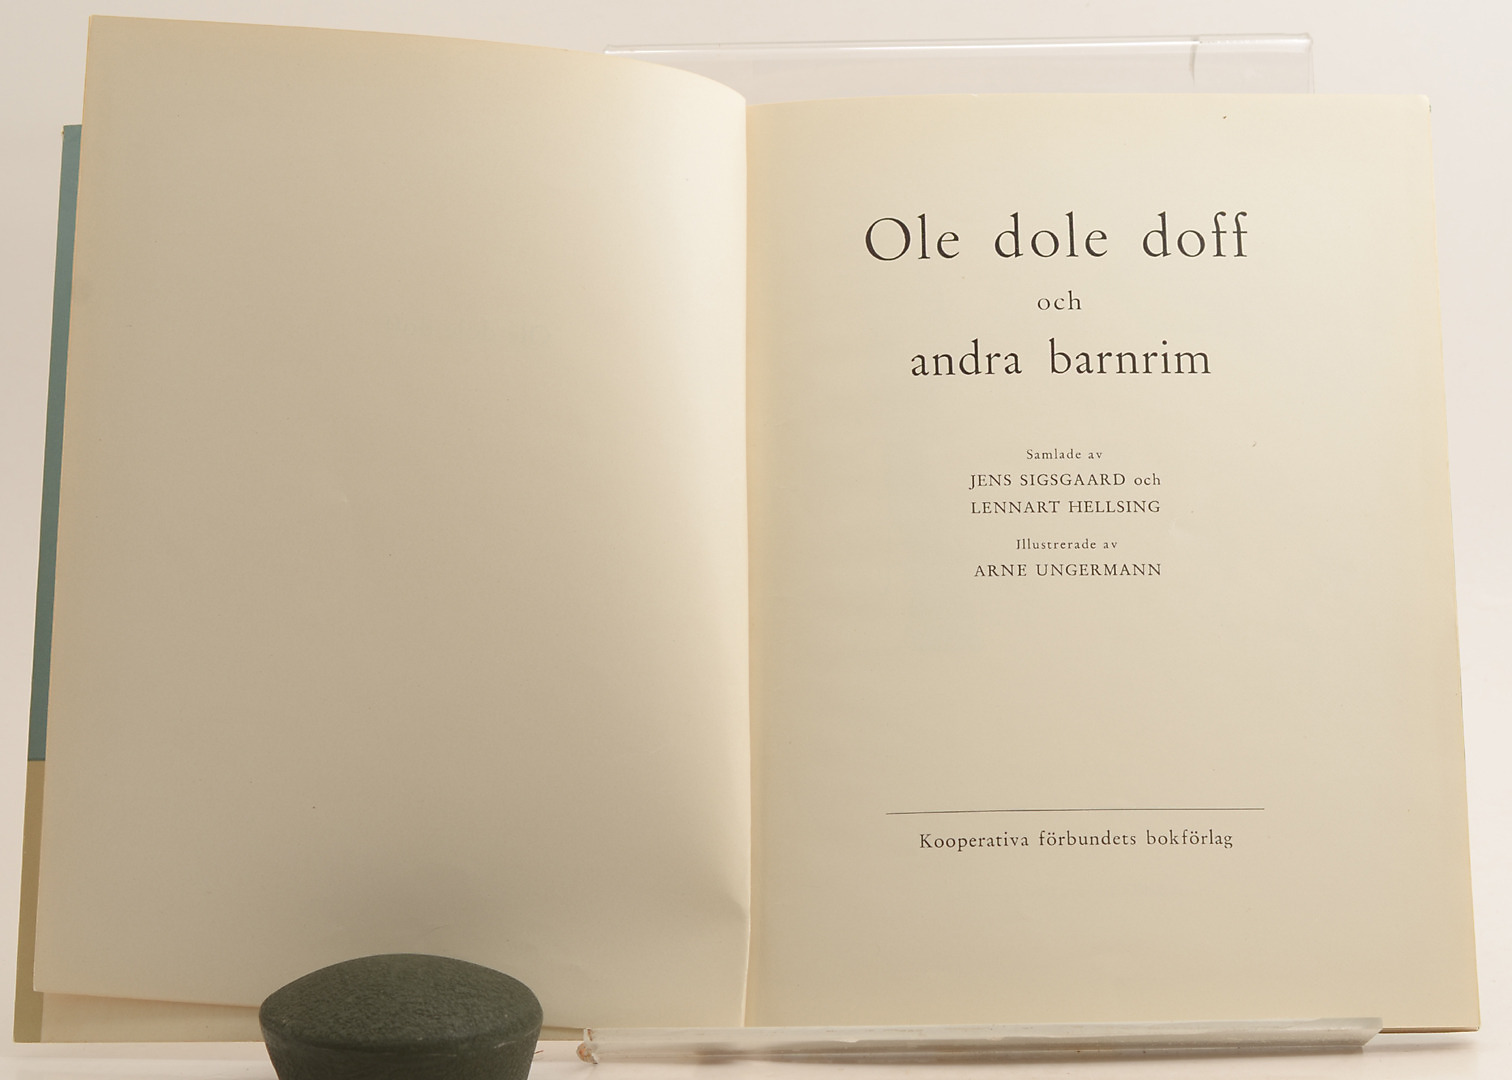 Ole dole doff
och
andra barnrim
Samlade av
JENS SIGSGAARD och
LENNART HELLSING
Illustrerade av
ARNE UNGERMANN
Kooperativa förbundets bokförlag